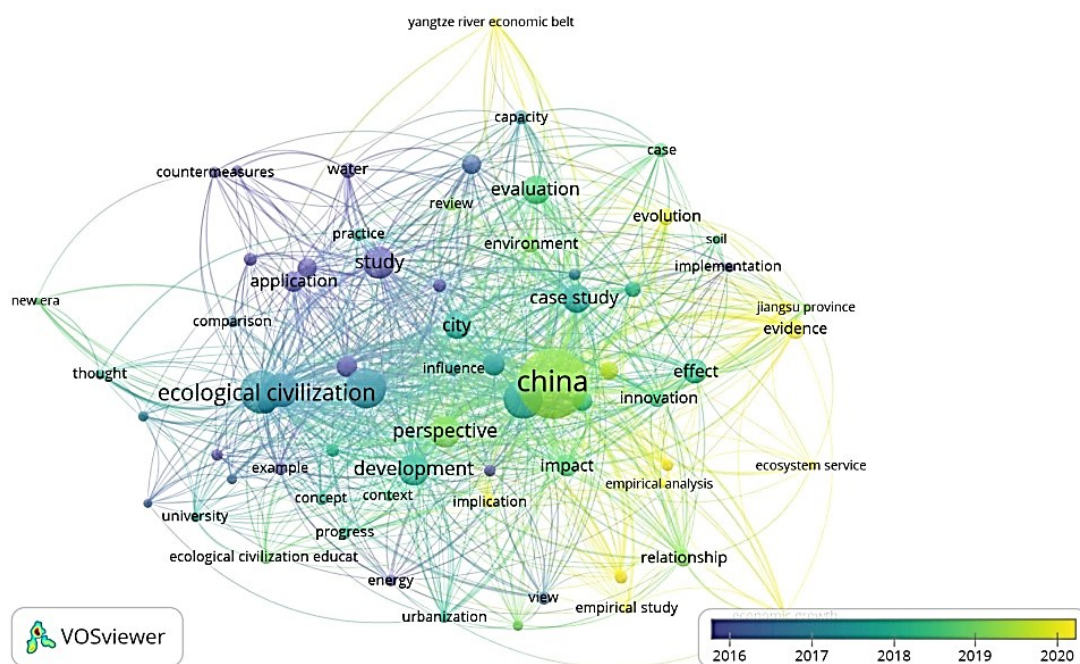 yangtze river economic belt
capacity
case
countermeasures
water
evaluation
review
evolution
practice
environment
soil
study
implementation
application
case study
new era
jiangsu province
comparison
city
evidence
thought
influence
effect
china
ecological civilization
innovation
perspective
development
impact
example
ecosystem service
empirical analysis
concept
context
implication
university
progress
ecological civilization educat
relationship
energy
view
empirical study
urbanization
economic growth
VOSviewer
2016 2017 2018 2019 2020